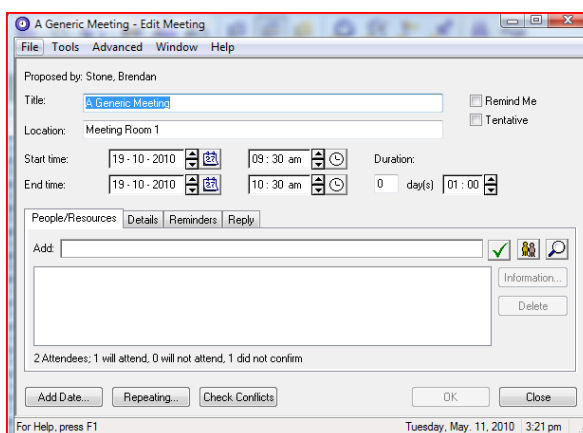 A Generic Meeting - Edit Meeting
File Tools Advanced Window Help
Proposed by: Stone, Brendan
Title: A Generic Meeting Remind Me
Tentative
Location: Meeting Room 1
Start time: 19 - 10 - 2010 27 09 : 30 am Duration:
End time: 19 - 10 - 2010 27 10 : 30 am 0 day(s) 01 : 00
People/Resources Details Reminders Reply
Add:
Information...
Delete
2 Attendees; 1 will attend, 0 will not attend, 1 did not confirm
Add Date... Repeating... Check Conflicts OK Close
For Help, press F1 Tuesday, May. 11, 2010 3:21 pm